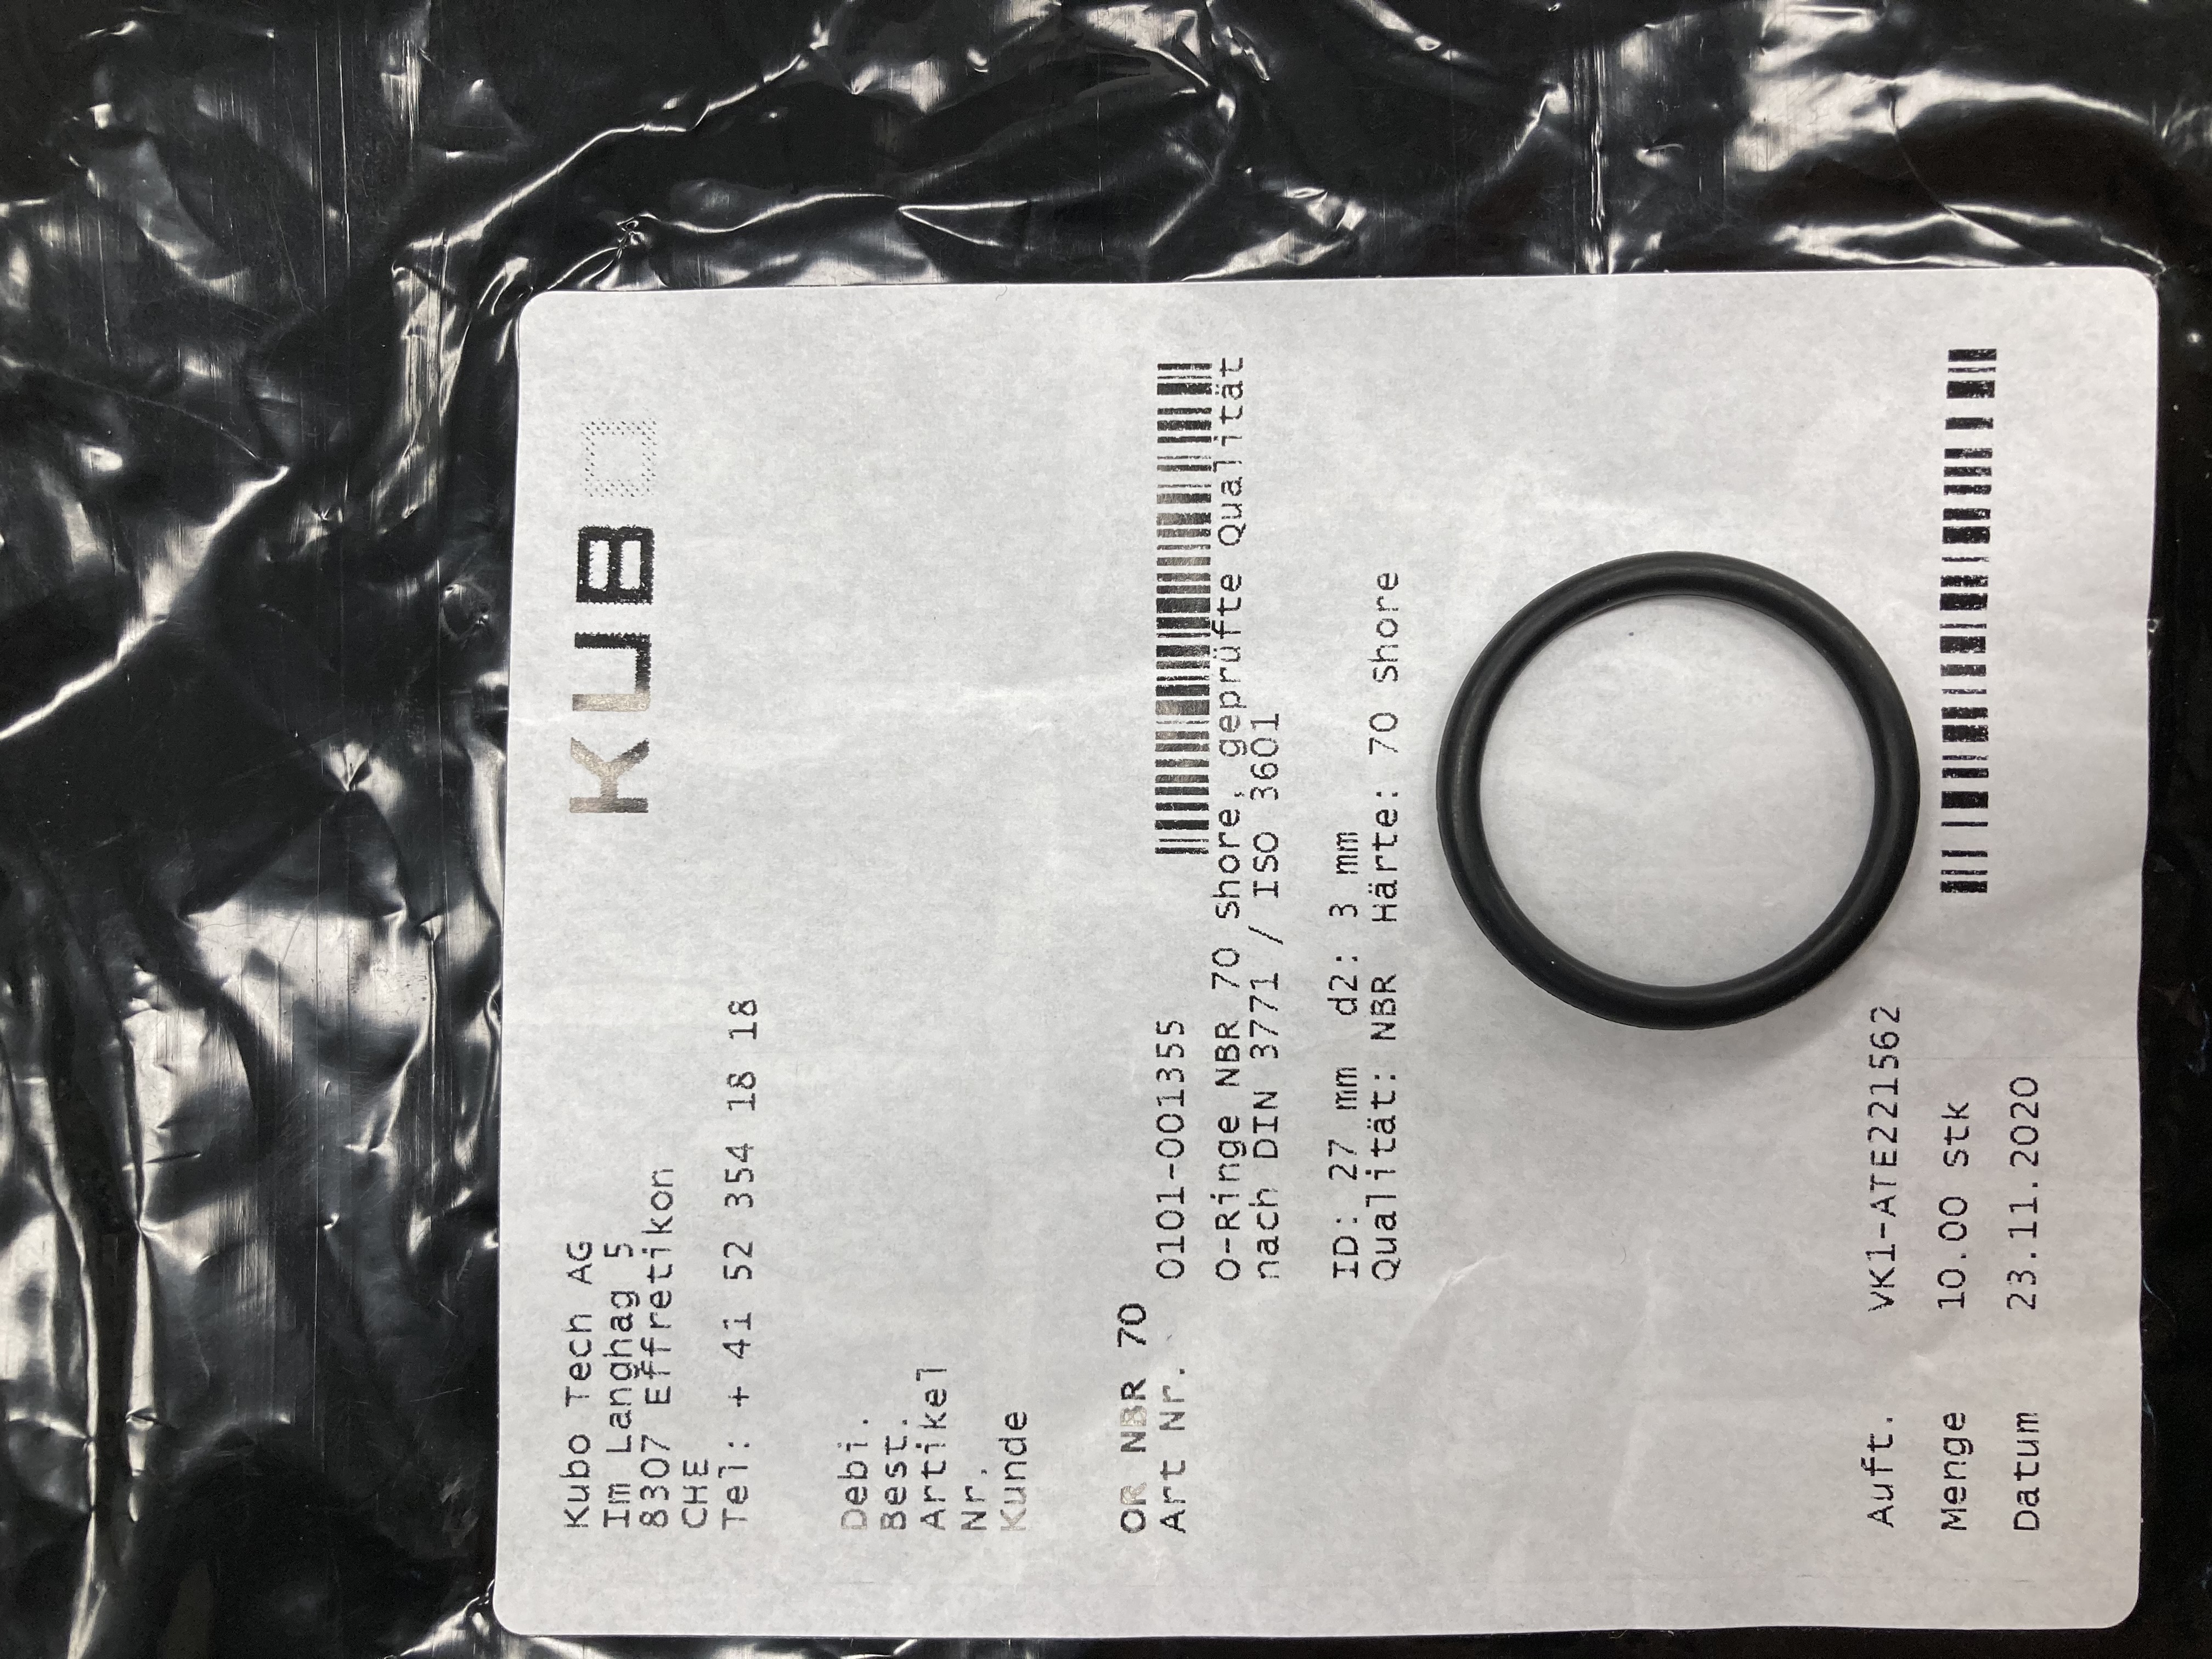 Kubo Tech AG
Im Langhag 5
8307 Effretikon
CHE
Tel: + 41 52 354 18 18
KUBO
Debi.
Best.
Artikel
Nr.
Kunde
OR NBR 70
Art Nr. 0101-001355
O-Ringe NBR 70 Shore, geprüfte Qualität
nach DIN 3771 / ISO 3601
ID: 27 mm d2: 3 mm
Qualität: NBR Härte: 70 Shore
Auft. VK1-ATE221562
Menge 10.00 Stk
Datum 23.11.2020